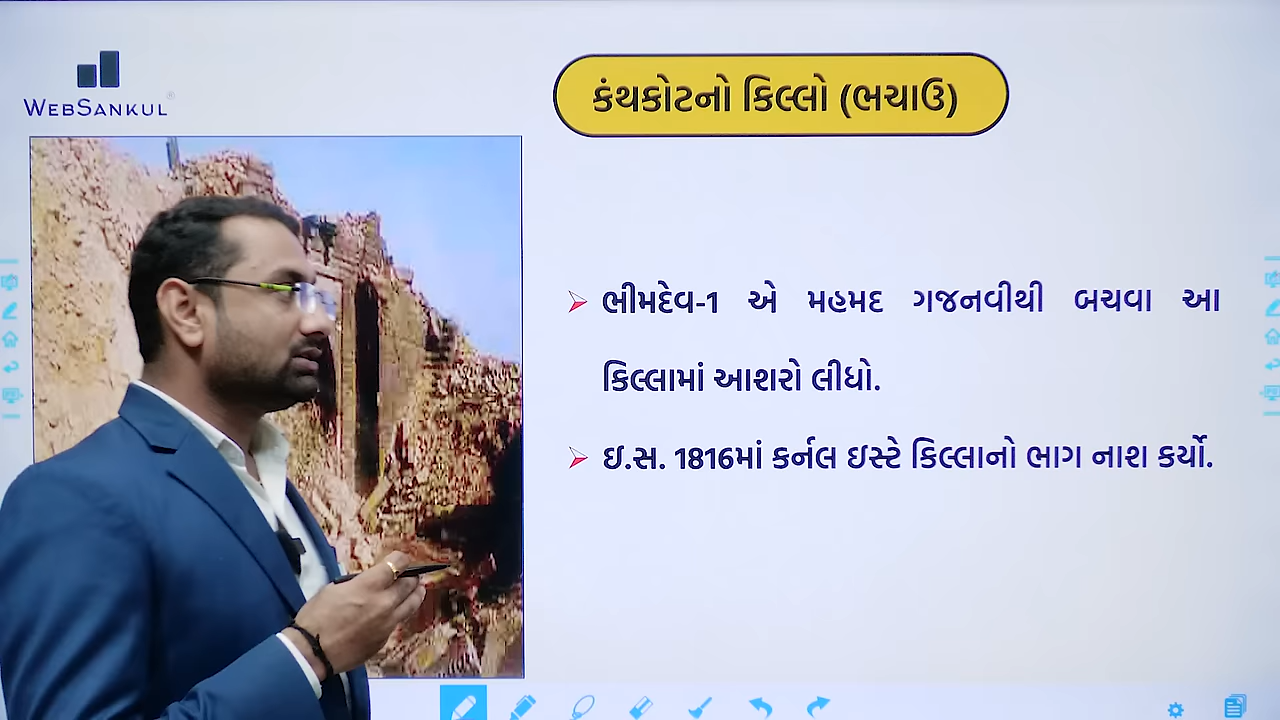 WEBSANKUL
કંથકોટનો કિલ્લો (ભચાઉ)
ભીમદેવ-1 એ મહમદ ગજનવીથી બચવા આ
કિલ્લામાં આશરો લીધો.
ઇ.સ. 1816માં કર્નલ ઇસ્ટે કિલ્લાનો ભાગ નાશ કર્યો.